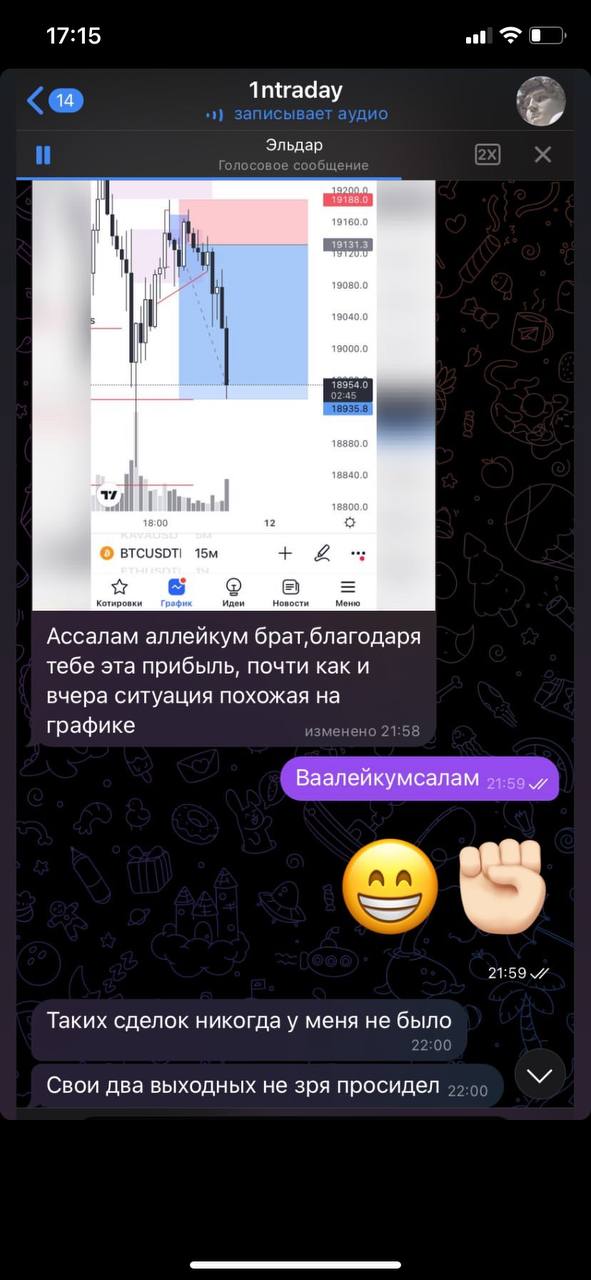 17:15
14
1ntraday
записывает аудио
Эльдар
Голосовое сообщение
2X
19200.0
19188.0
19160.0
19131.3
19120.0
19080.0
19040.0
s
19000.0
18954.0
02:45
18935.8
18880.0
18840.0
18800.0
18:00 12
BTCUSDT 15м
Котировки График Идеи Новости Меню
Ассалам аллейкум брат,благодаря
тебе эта прибыль, почти как и
вчера ситуация похожая на
графике
изменено 21:58
Ваалейкумсалам 21:59
21:59
Таких сделок никогда у меня не было
22:00
Свои два выходных не зря просидел 22:00